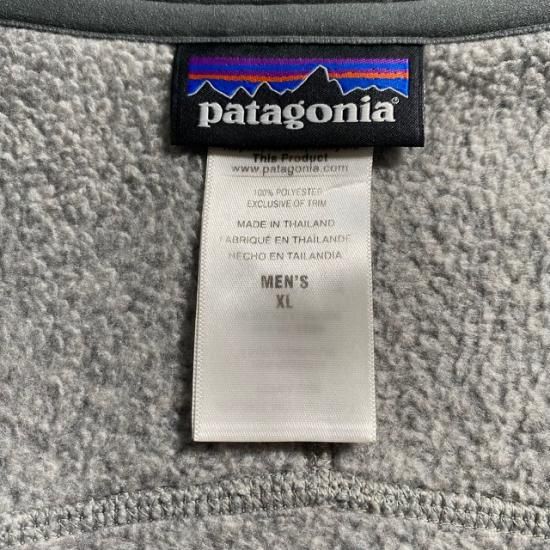 patagonia®
This Product
www.patagonia.com
100% POLYESTER
EXCLUSIVE OF TRIM
MADE IN THAILAND
FABRIQUÉ EN THAÏLANDE
HECHO EN TAILANDIA
MEN'S
XL